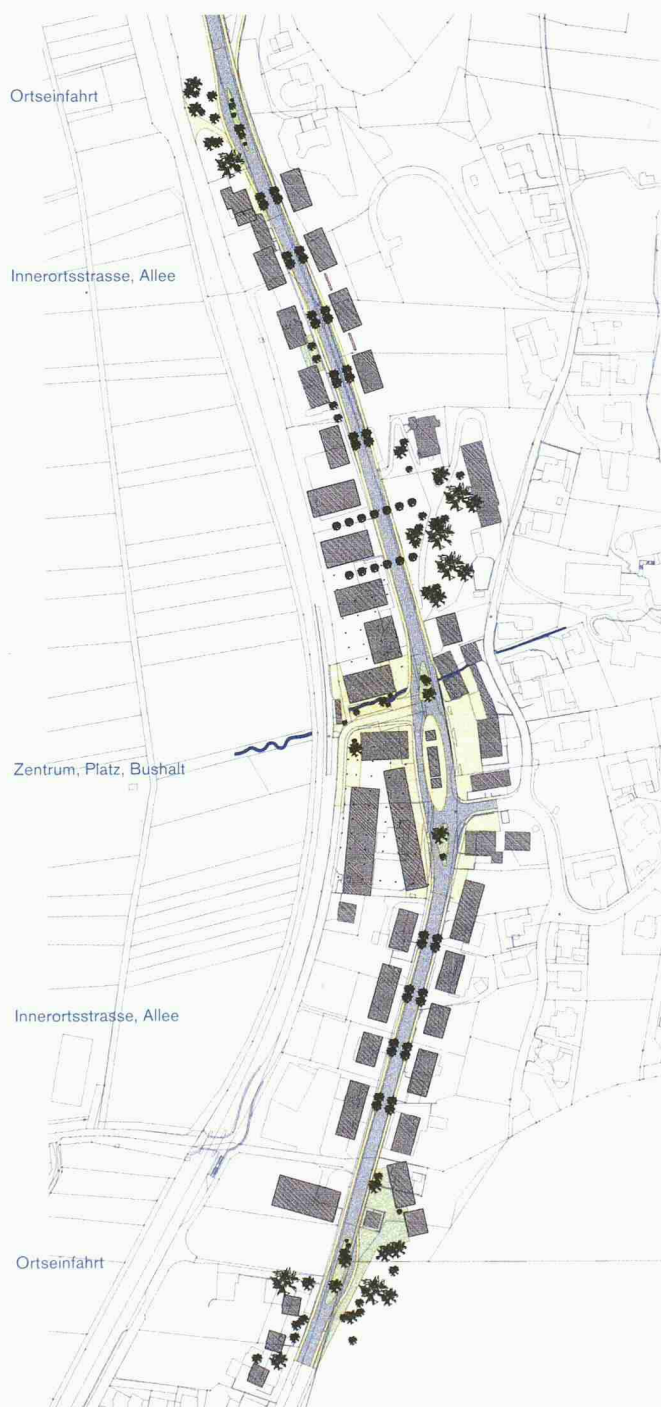 Ortseinfahrt
Innerortsstrasse, Allee
Zentrum, Platz, Bushalt
Innerortsstrasse, Allee
Ortseinfahrt